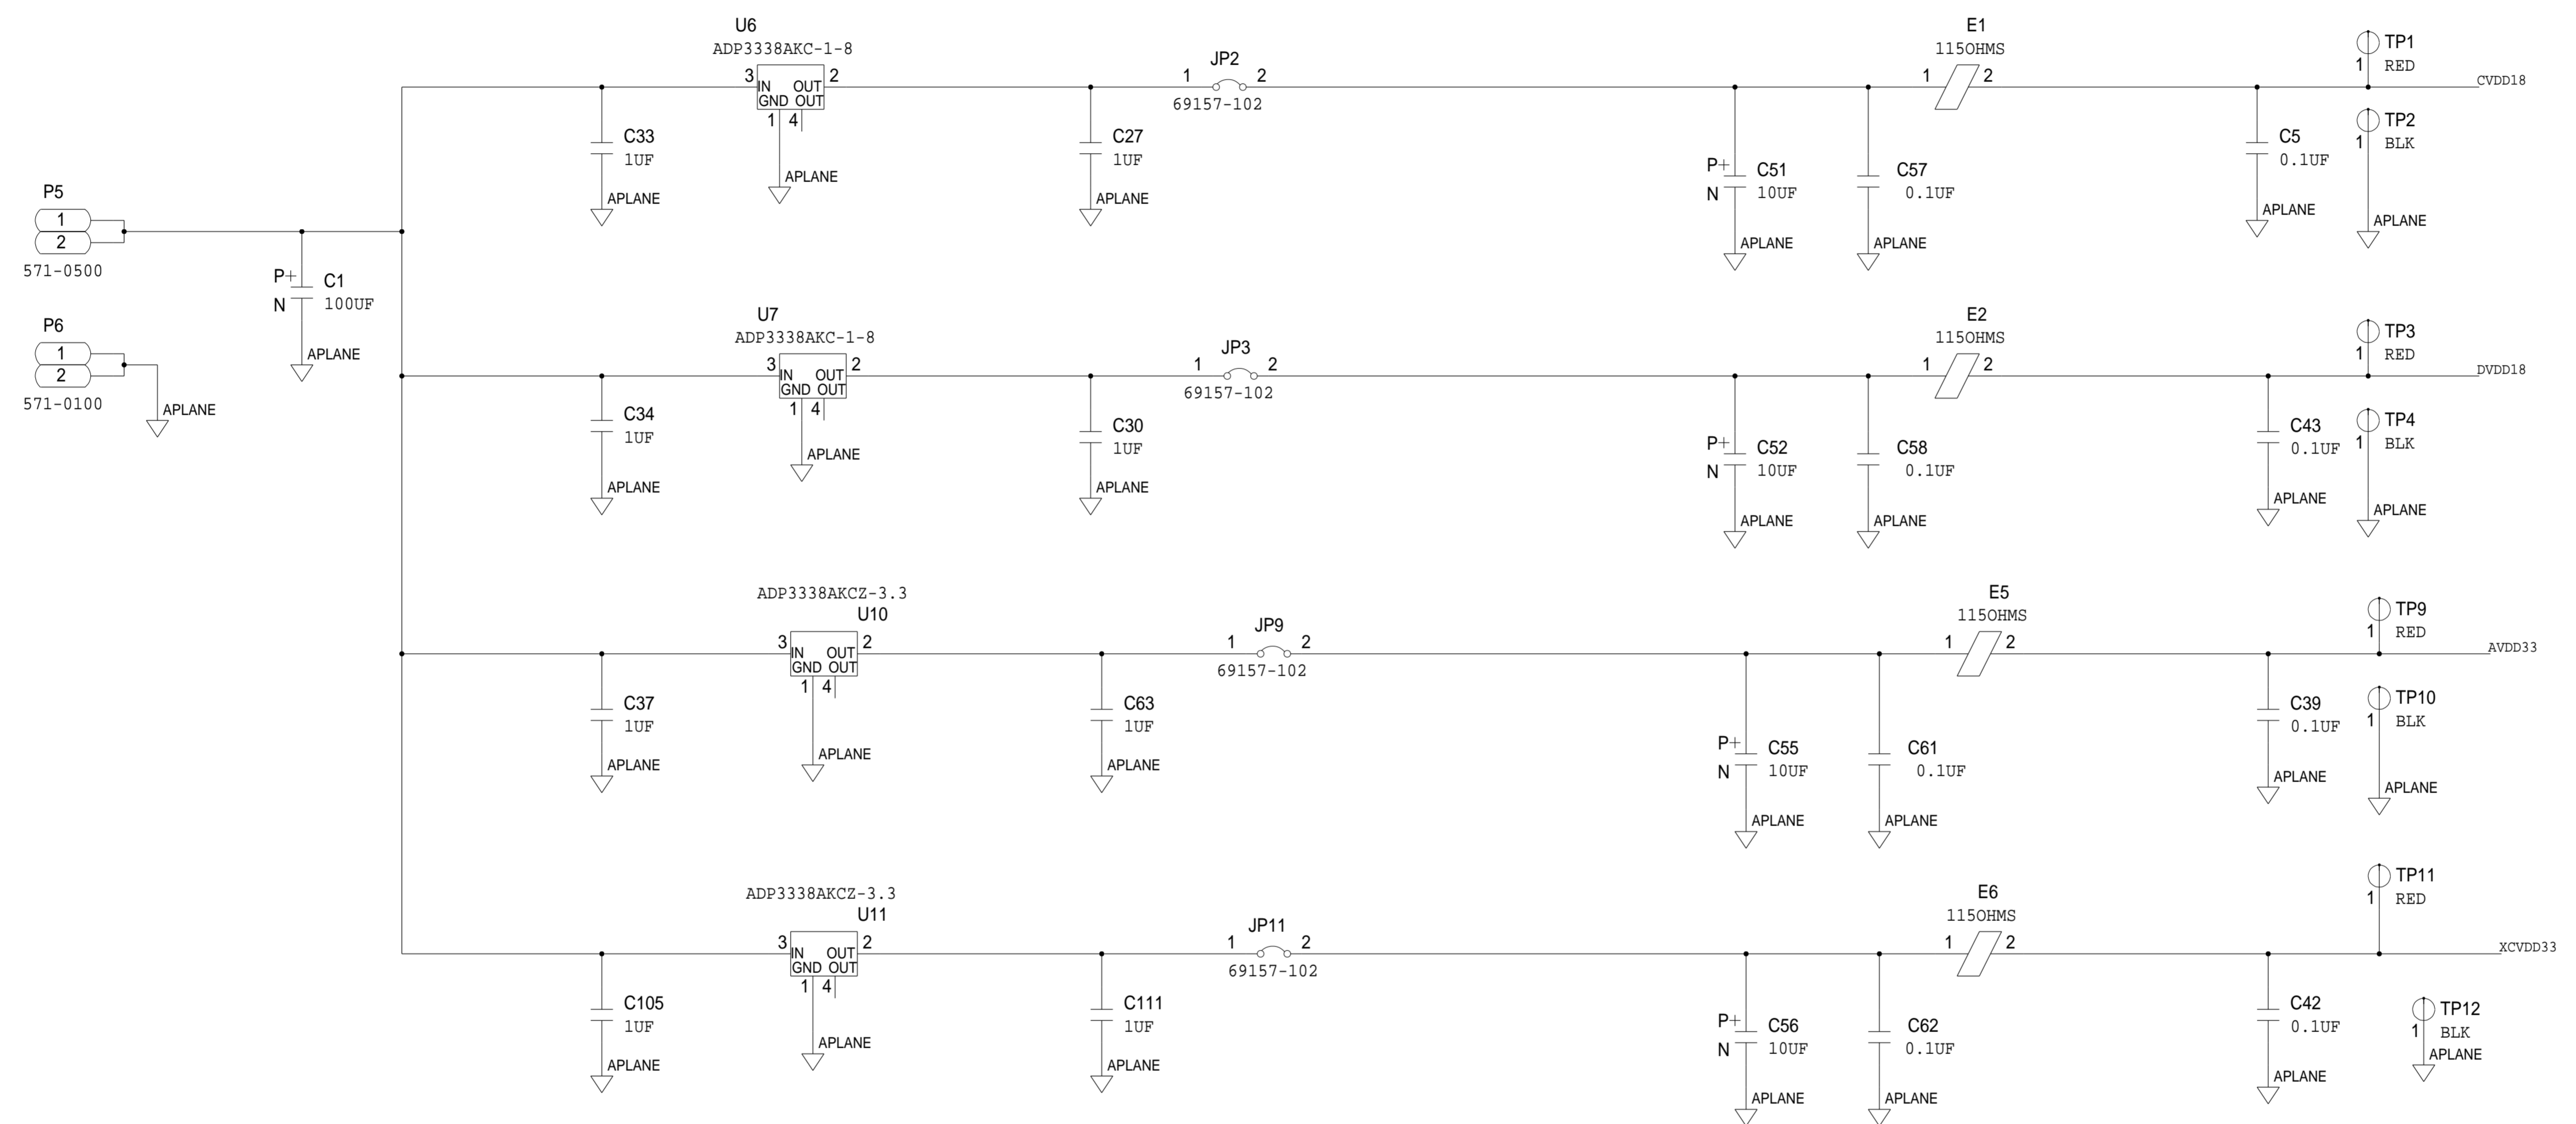 U6
ADP3338AKC-1-8
3 IN OUT 2
GND OUT
1 4
APLANE
C33
1UF
APLANE
C27
1UF
APLANE
JP2
1 2
69157-102
P+ C51
N 10UF
APLANE
C57
0.1UF
APLANE
E1
115OHMS
1 2
C5
0.1UF
APLANE
TP1
1 RED
CVDD18
TP2
1 BLK
APLANE
P5
1
2
571-0500
P+ C1
N 100UF
APLANE
P6
1
2
571-0100
APLANE
U7
ADP3338AKC-1-8
3 IN OUT 2
GND OUT
1 4
APLANE
C34
1UF
APLANE
C30
1UF
APLANE
JP3
1 2
69157-102
P+ C52
N 10UF
APLANE
C58
0.1UF
APLANE
E2
115OHMS
1 2
C43
0.1UF
APLANE
TP3
1 RED
DVDD18
TP4
1 BLK
APLANE
ADP3338AKCZ-3.3
U10
3 IN OUT 2
GND OUT
1 4
APLANE
C37
1UF
APLANE
C63
1UF
APLANE
JP9
1 2
69157-102
P+ C55
N 10UF
APLANE
C61
0.1UF
APLANE
E5
115OHMS
1 2
C39
0.1UF
APLANE
TP9
1 RED
AVDD33
TP10
1 BLK
APLANE
ADP3338AKCZ-3.3
U11
3 IN OUT 2
GND OUT
1 4
APLANE
C105
1UF
APLANE
C111
1UF
APLANE
JP11
1 2
69157-102
P+ C56
N 10UF
APLANE
C62
0.1UF
APLANE
E6
115OHMS
1 2
C42
0.1UF
APLANE
TP11
1 RED
XCVDD33
TP12
1 BLK
APLANE